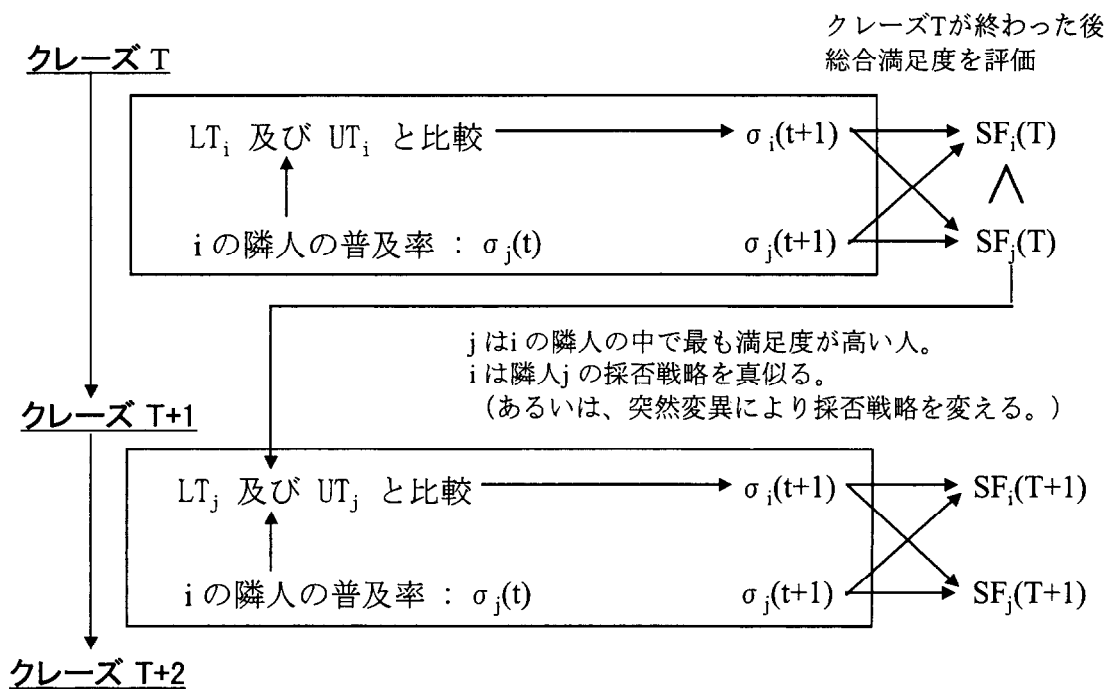 クレーズTが終わった後
総合満足度を評価
クレーズ T
LTi 及び UTi と比較
σi(t+1)
SFi(T)
∧
i の隣人の普及率 : σj(t)
σj(t+1)
SFj(T)
j はi の隣人の中で最も満足度が高い人。
i は隣人j の採否戦略を真似る。
(あるいは、突然変異により採否戦略を変える。)
クレーズ T+1
LTj 及び UTj と比較
σi(t+1)
SFi(T+1)
i の隣人の普及率 : σj(t)
σj(t+1)
SFj(T+1)
クレーズ T+2